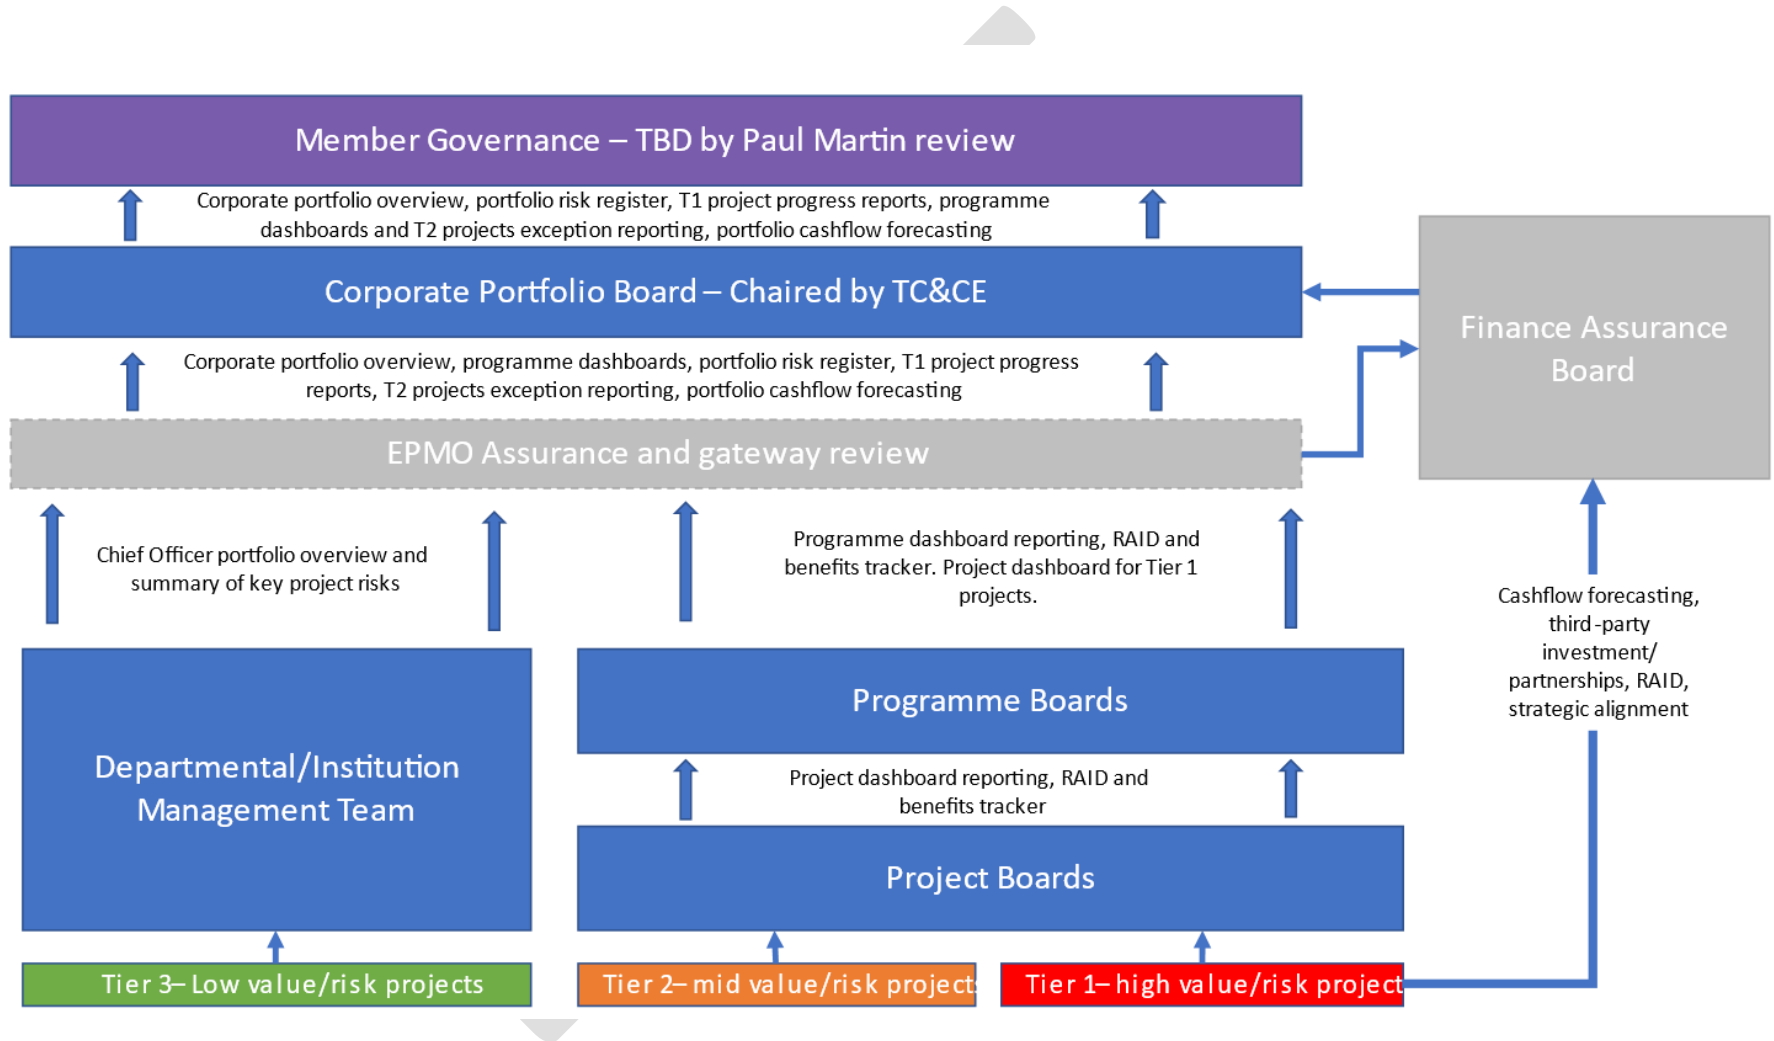 Member Governance – TBD by Paul Martin review
Corporate portfolio overview, portfolio risk register, T1 project progress reports, programme
dashboards and T2 projects exception reporting, portfolio cashflow forecasting
Corporate Portfolio Board – Chaired by TC&CE
Finance Assurance
Board
Corporate portfolio overview, programme dashboards, portfolio risk register, T1 project progress
reports, T2 projects exception reporting, portfolio cashflow forecasting
EPMO Assurance and gateway review
Chief Officer portfolio overview and
summary of key project risks
Programme dashboard reporting, RAID and
benefits tracker. Project dashboard for Tier 1
projects.
Cashflow forecasting,
third-party
investment/
partnerships, RAID,
strategic alignment
Departmental/Institution
Management Team
Programme Boards
Project dashboard reporting, RAID and
benefits tracker
Project Boards
Tier 3– Low value/risk projects
Tier 2– mid value/risk projects
Tier 1– high value/risk project